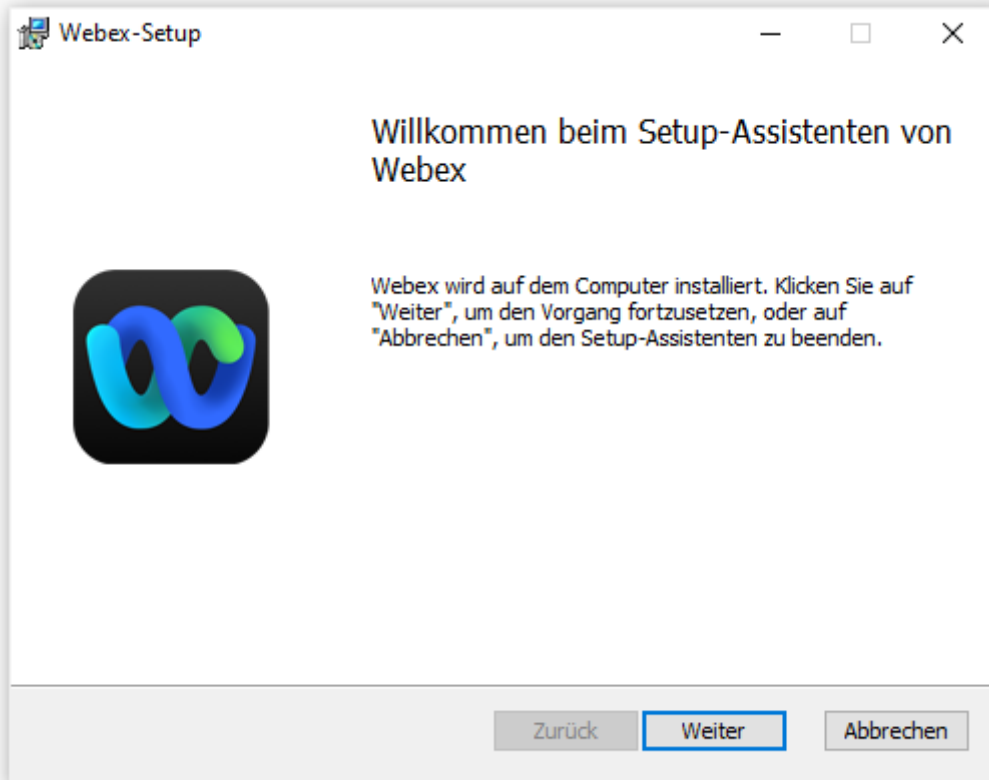 Webex-Setup
Willkommen beim Setup-Assistenten von
Webex
Webex wird auf dem Computer installiert. Klicken Sie auf
"Weiter", um den Vorgang fortzusetzen, oder auf
"Abbrechen", um den Setup-Assistenten zu beenden.
Zurück Weiter Abbrechen